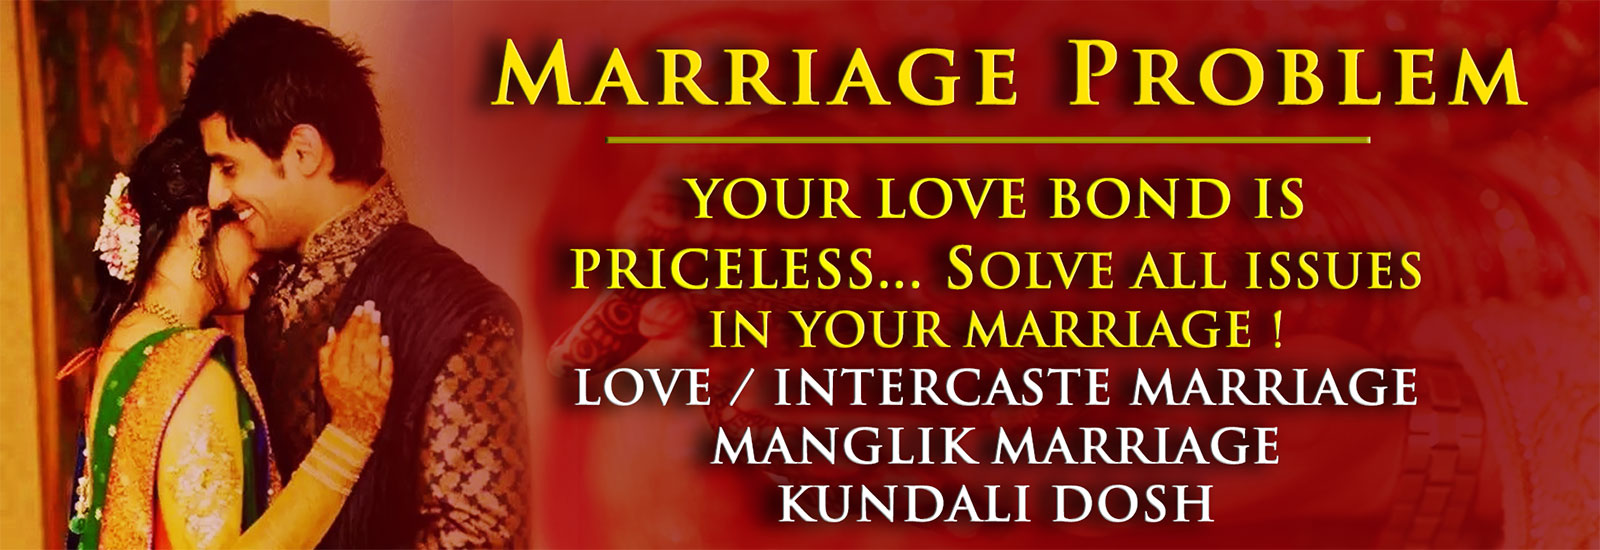 Marriage Problem
YOUR LOVE BOND IS
PRICELESS... Solve all issues
in your marriage !
LOVE / INTERCASTE MARRIAGE
MANGLIK MARRIAGE
KUNDALI DOSH